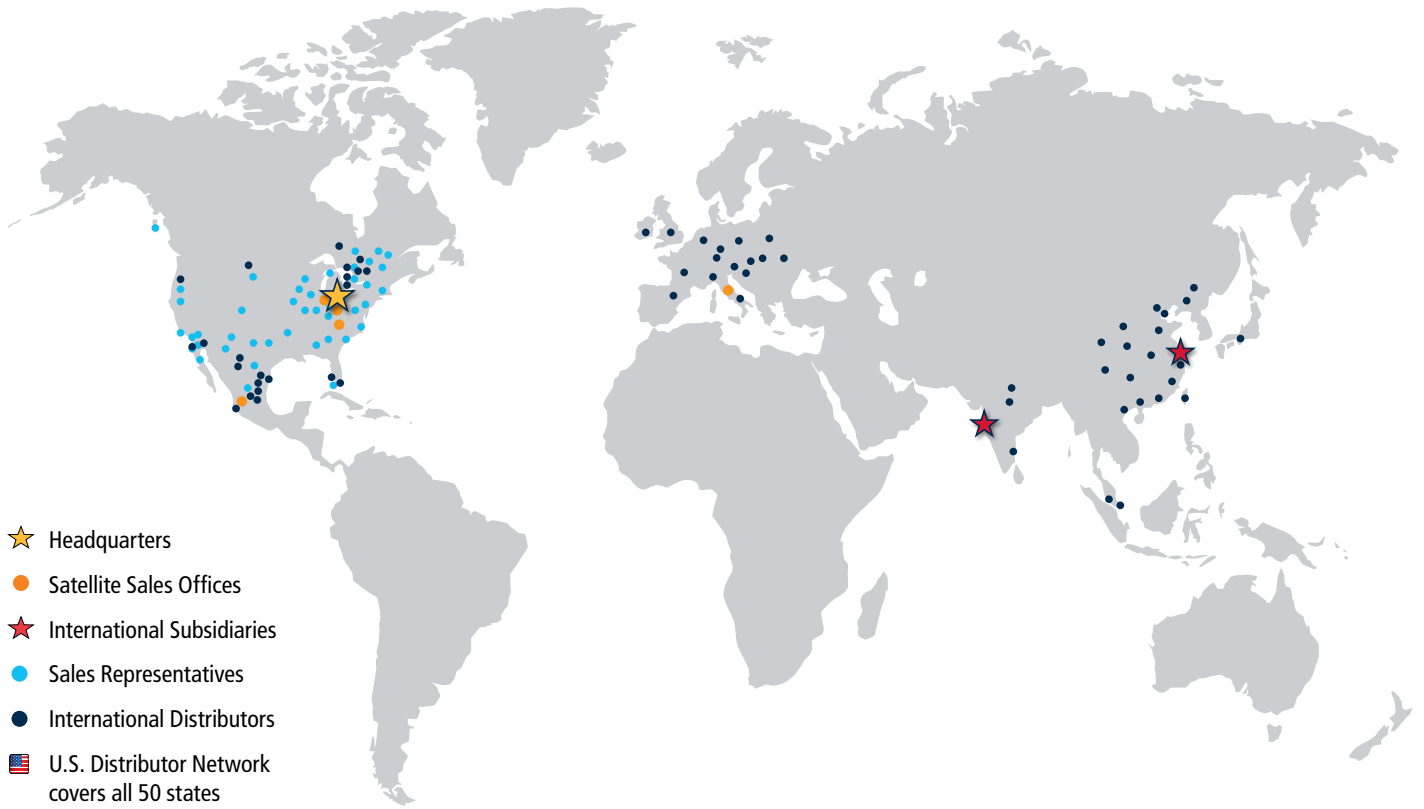 Headquarters
Satellite Sales Offices
International Subsidiaries
Sales Representatives
International Distributors
U.S. Distributor Network
covers all 50 states